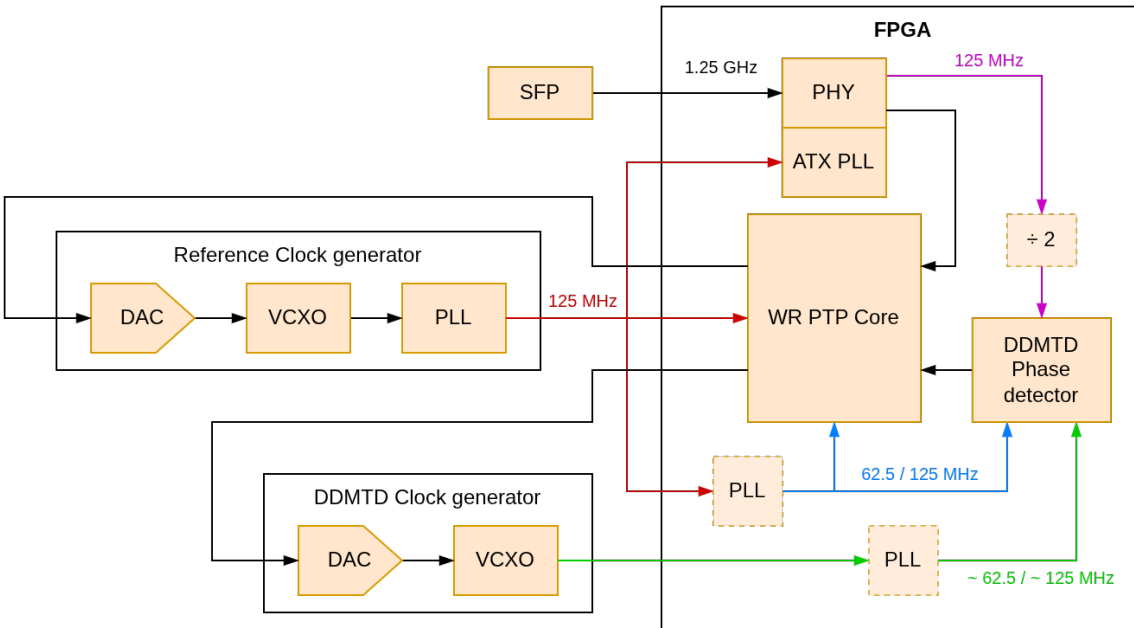 FPGA
1.25 GHz
125 MHz
SFP
PHY
ATX PLL
÷ 2
Reference Clock generator
DAC
VCXO
PLL
125 MHz
WR PTP Core
DDMTD
Phase
detector
62.5 / 125 MHz
PLL
DDMTD Clock generator
DAC
VCXO
PLL
~ 62.5 / ~ 125 MHz